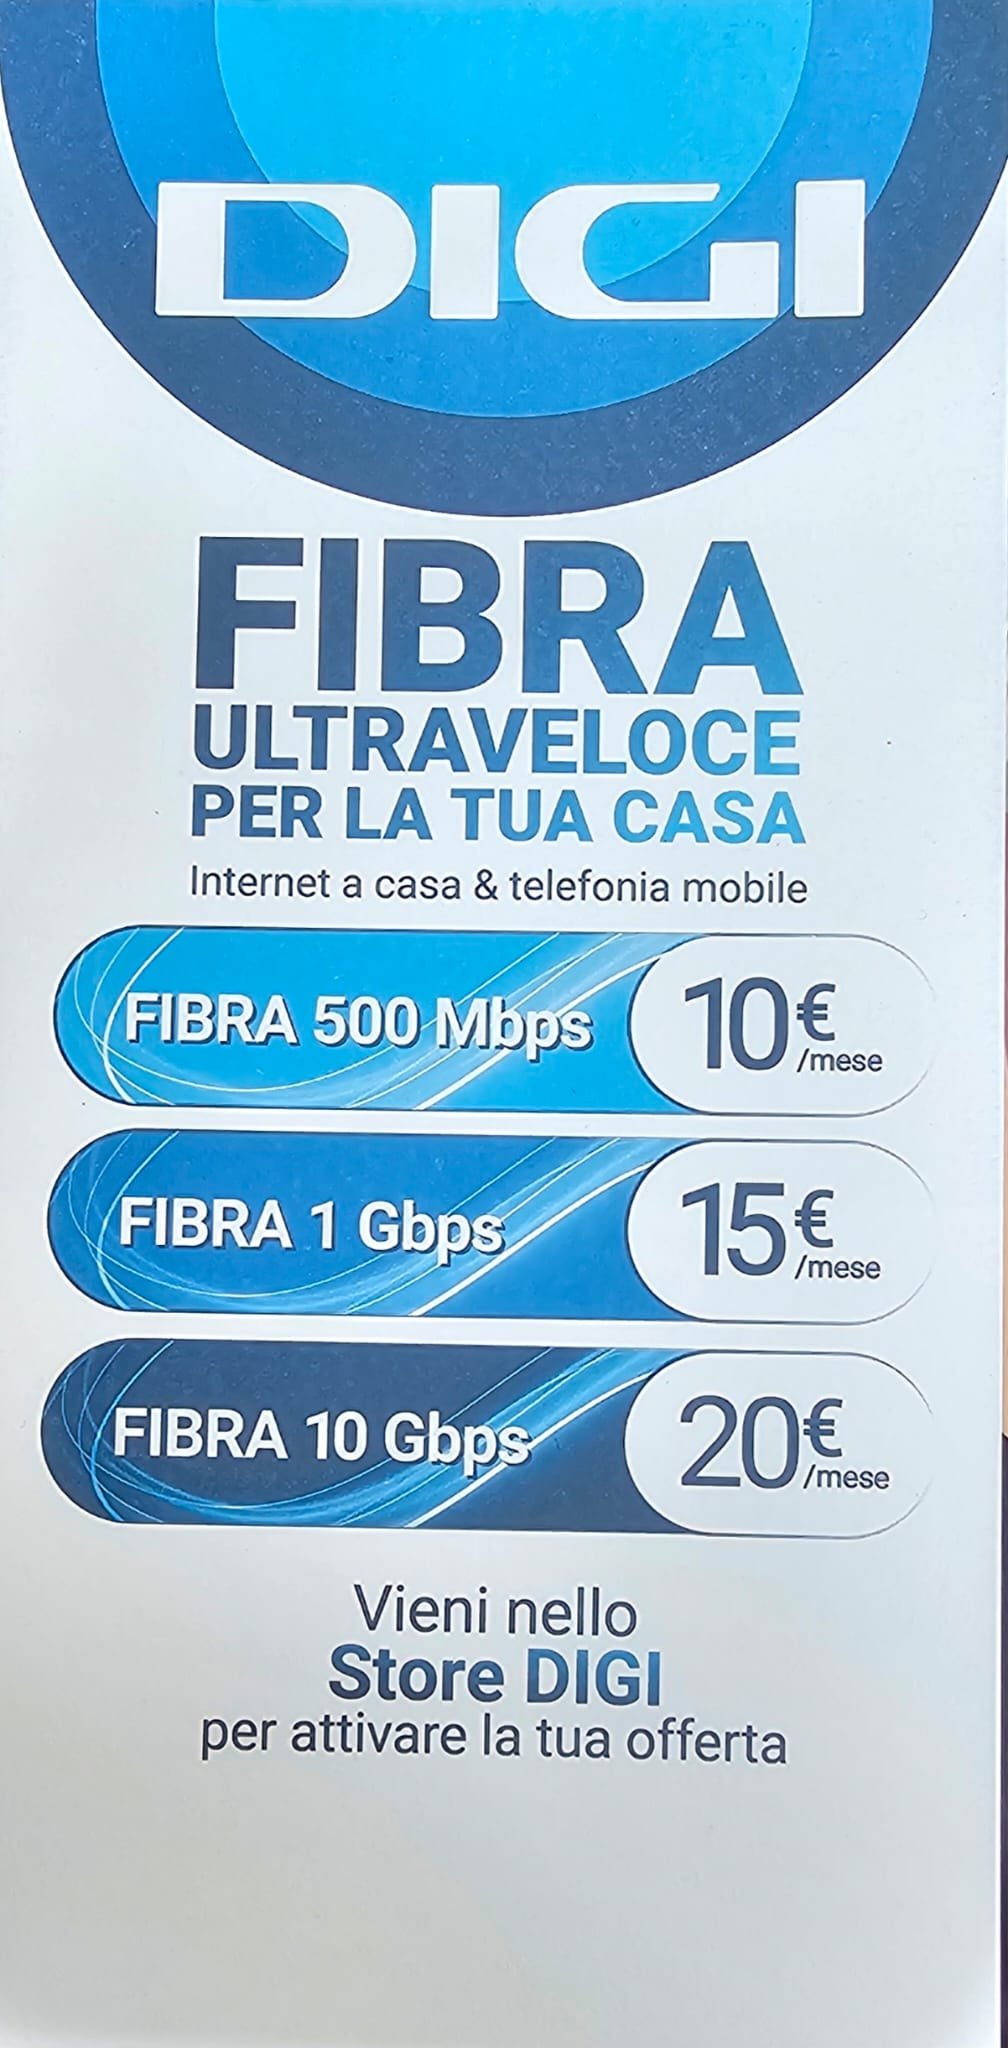 DIGI
FIBRA
ULTRAVELOCE
PER LA TUA CASA
Internet a casa & telefonia mobile
FIBRA 500 Mbps 10€/mese
FIBRA 1 Gbps 15€/mese
FIBRA 10 Gbps 20€/mese
Vieni nello
Store DIGI
per attivare la tua offerta